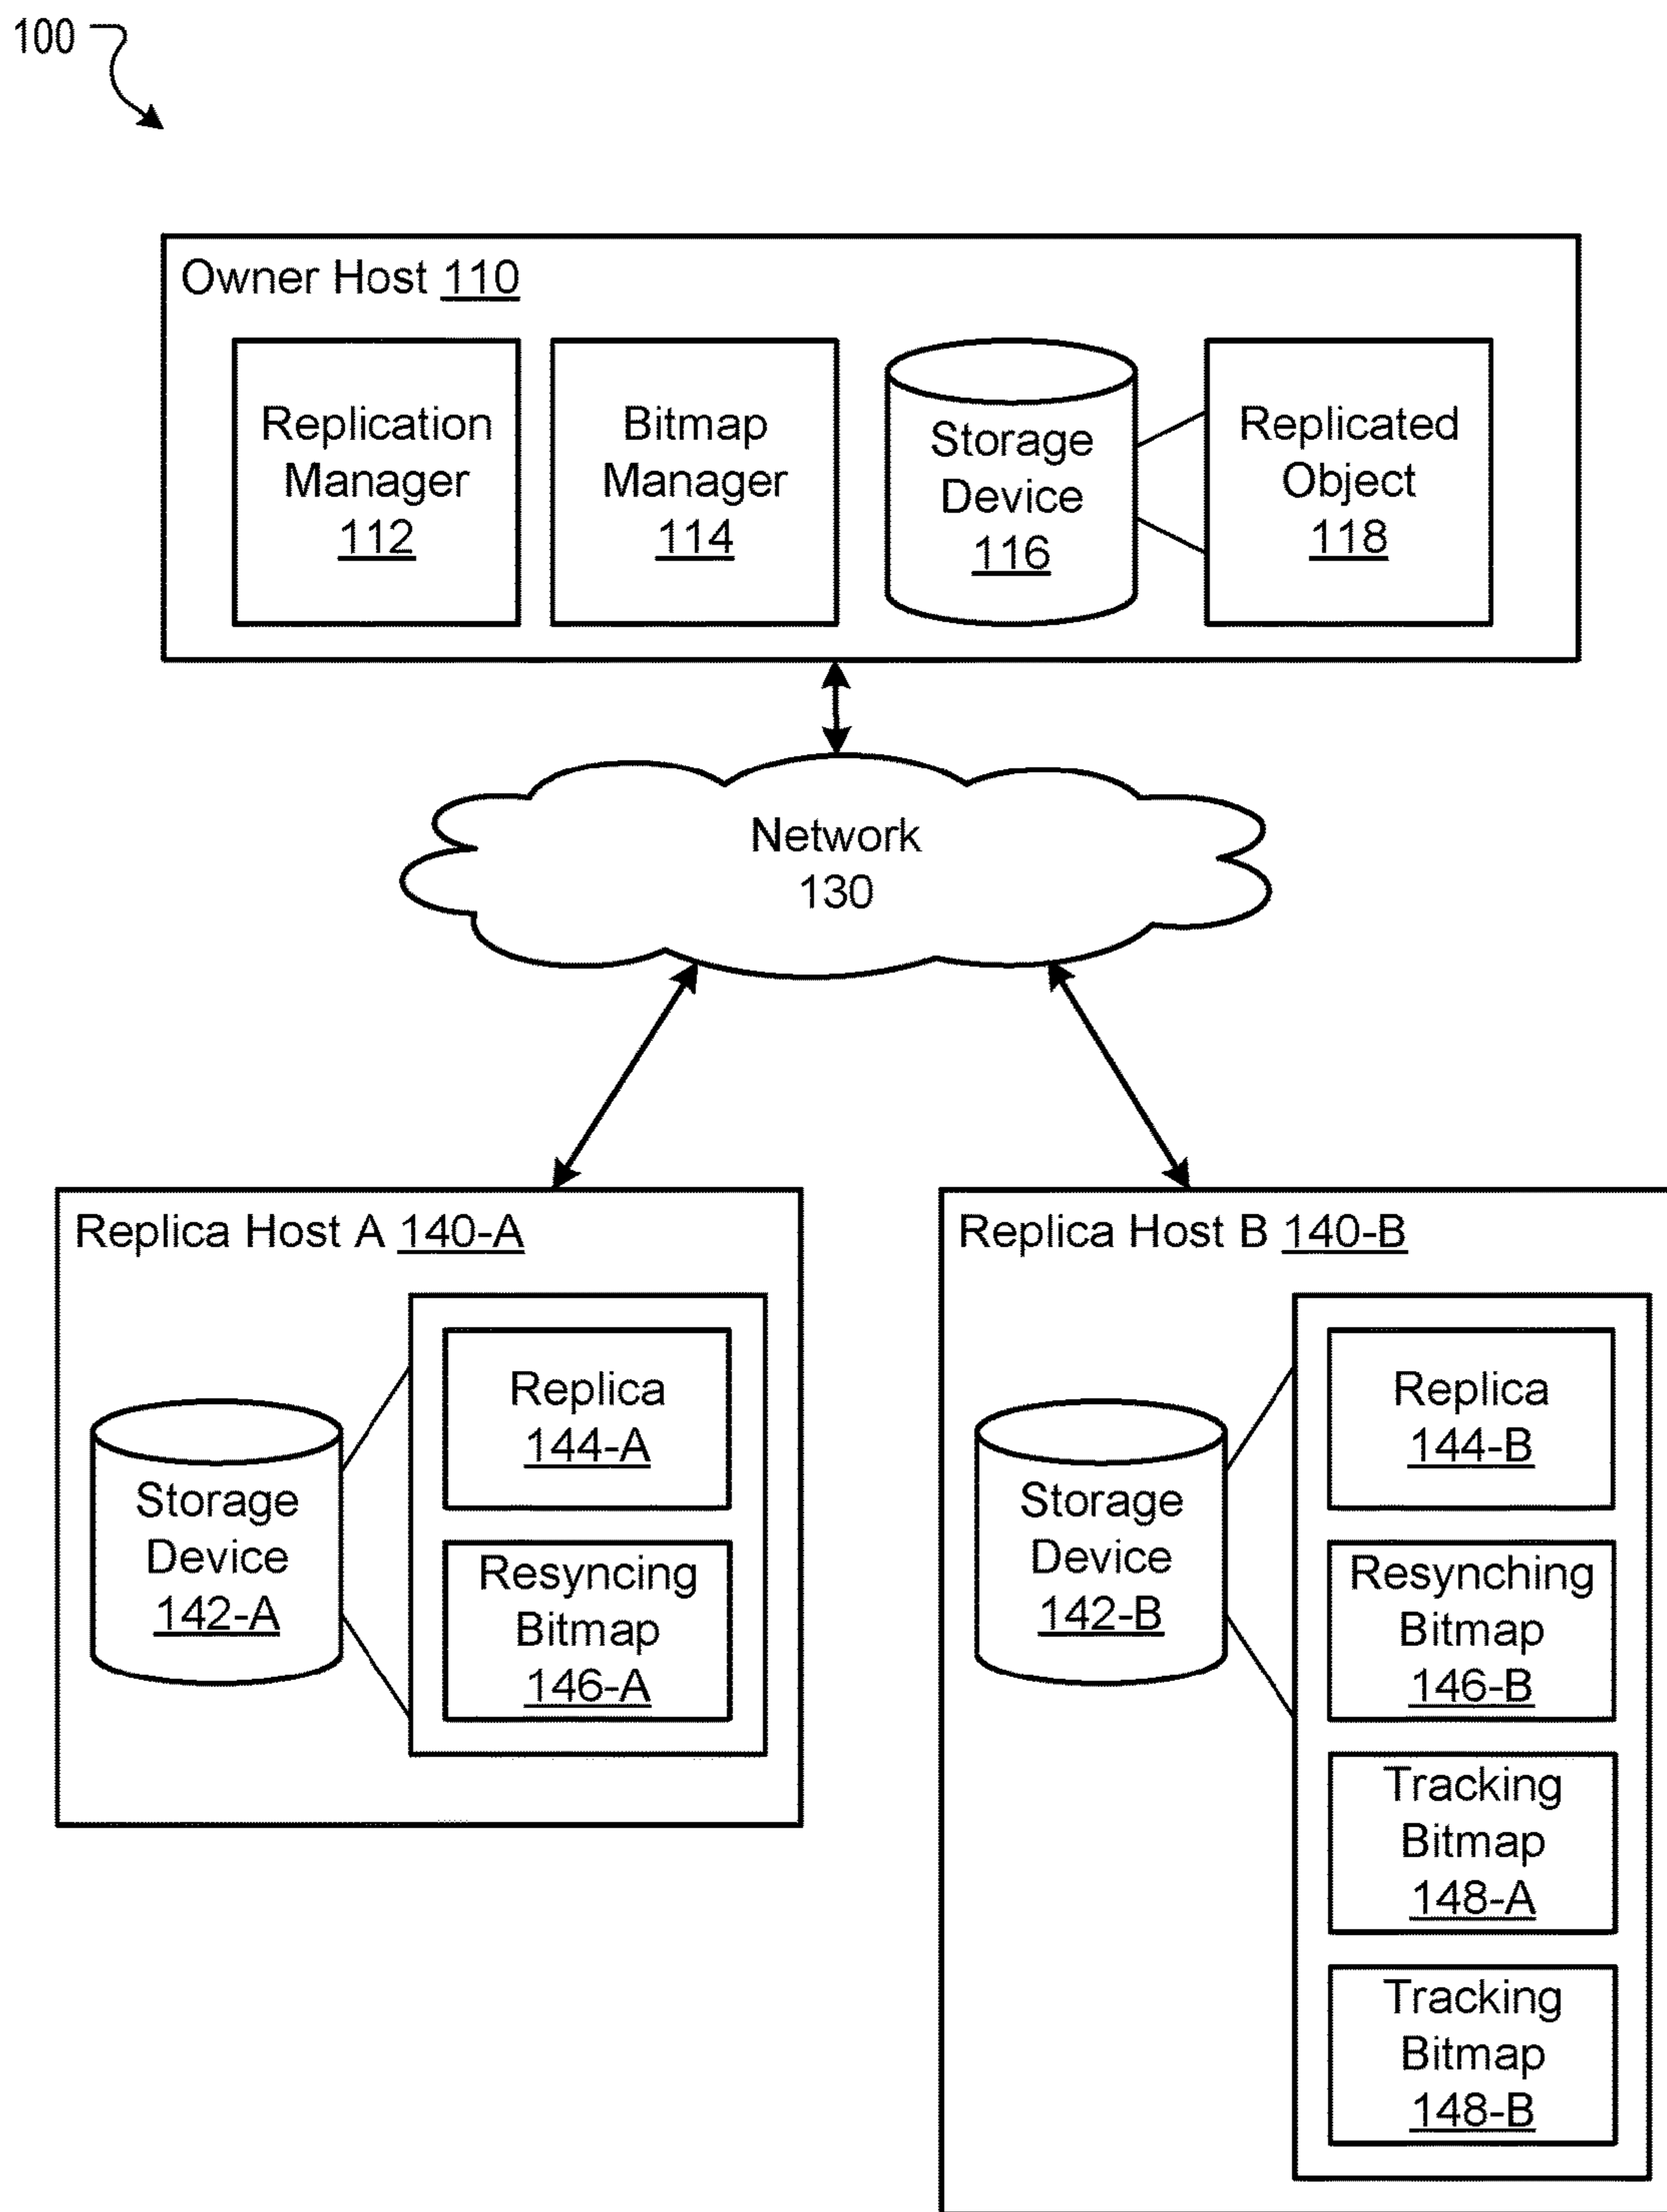 100
Owner Host 110
Replication
Manager
112
Bitmap
Manager
114
Storage
Device
116
Replicated
Object
118
Network
130
Replica Host A 140-A
Storage
Device
142-A
Replica
144-A
Resyncing
Bitmap
146-A
Replica Host B 140-B
Storage
Device
142-B
Replica
144-B
Resynching
Bitmap
146-B
Tracking
Bitmap
148-A
Tracking
Bitmap
148-B